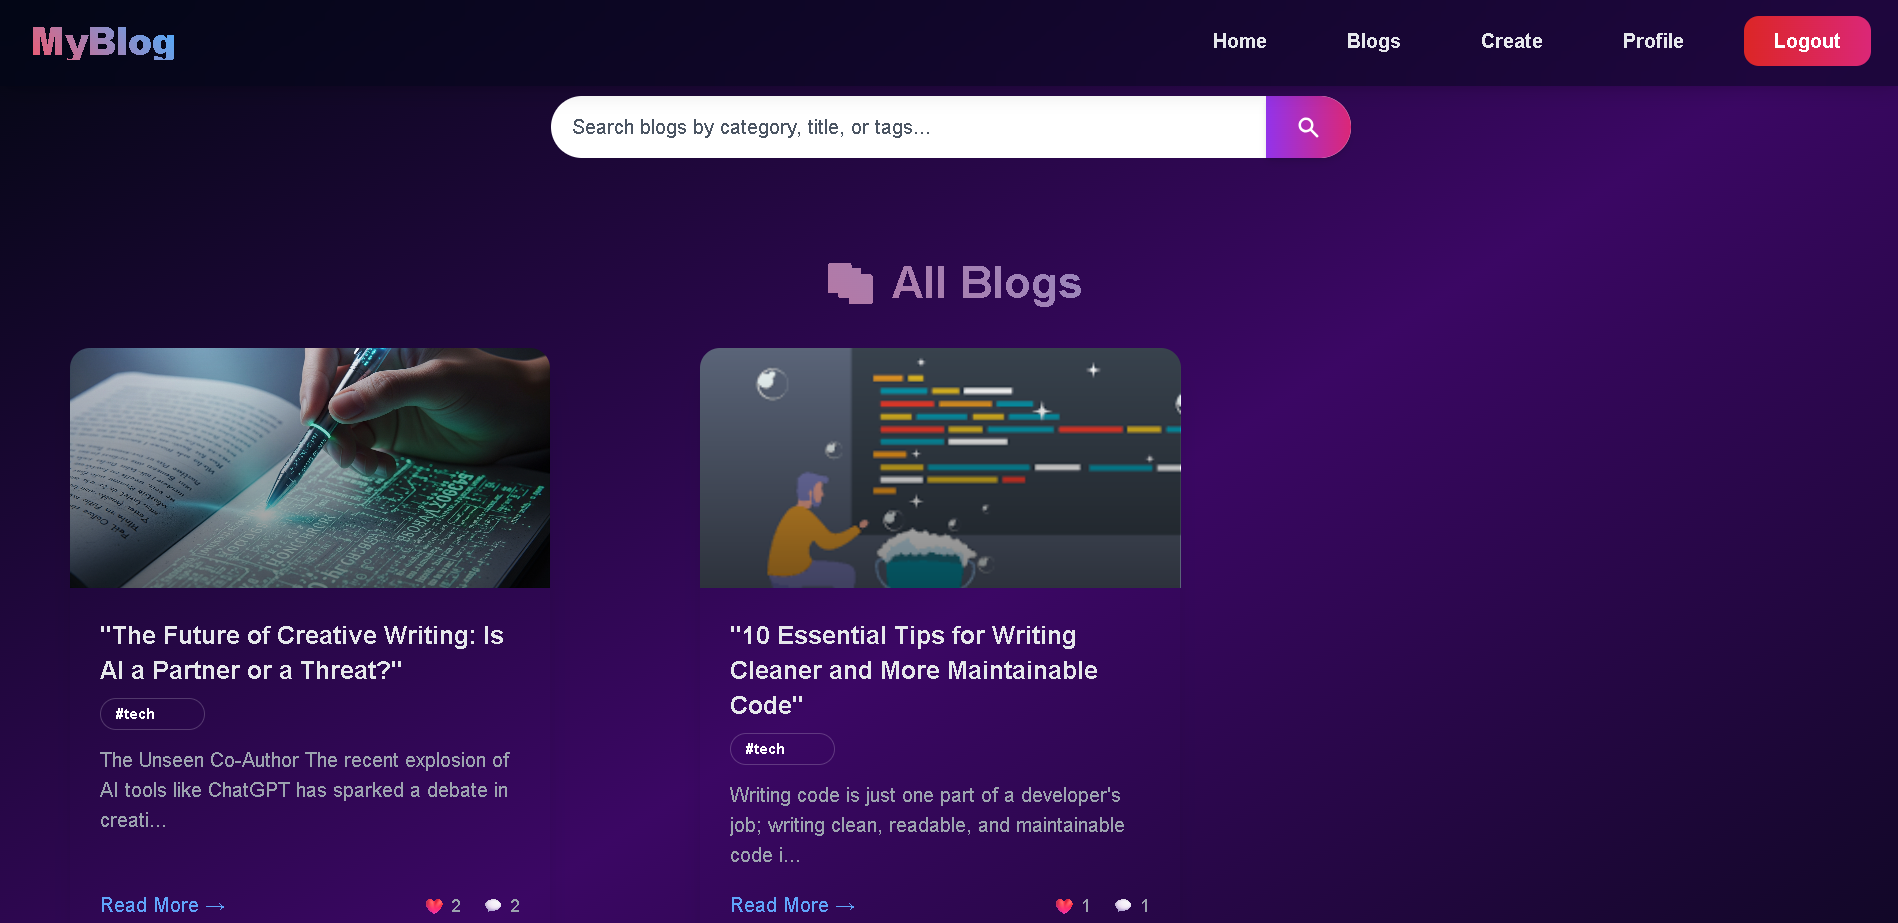 MyBlog
Home
Blogs
Create
Profile
Logout
Search blogs by category, title, or tags...
All Blogs
"The Future of Creative Writing: Is
AI a Partner or a Threat?"
#tech
The Unseen Co-Author The recent explosion of
AI tools like ChatGPT has sparked a debate in
creati...
Read More →
2
2
"10 Essential Tips for Writing
Cleaner and More Maintainable
Code"
#tech
Writing code is just one part of a developer's
job; writing clean, readable, and maintainable
code i...
Read More →
1
1